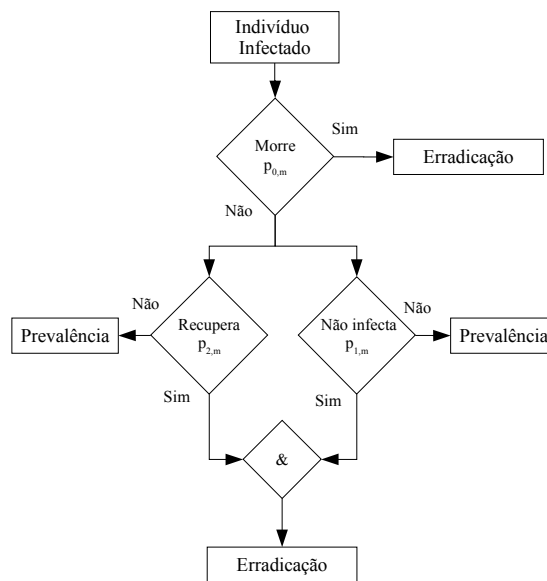 Indivíduo
Infectado
Sim
Morre
p0,m
Erradicação
Não
Não
Recupera
p2,m
Prevalência
Não infecta
p1,m
Não
Prevalência
Sim
Sim
&
Erradicação